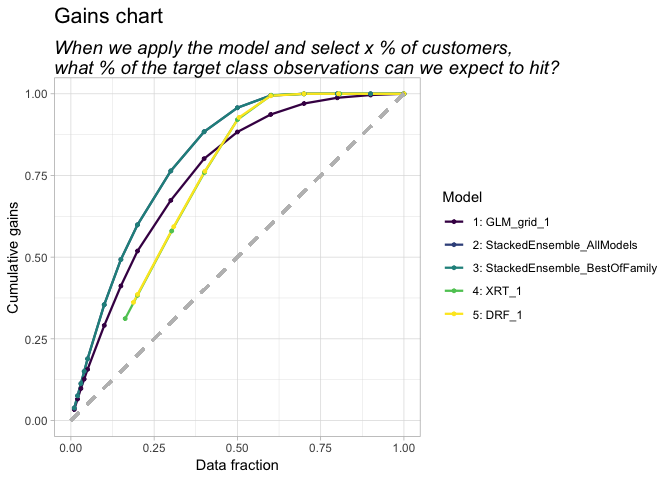 Gains chart
When we apply the model and select x % of customers,
what % of the target class observations can we expect to hit?
1.00
0.75
0.50
0.25
0.00
Cumulative gains
0.00 0.25 0.50 0.75 1.00
Data fraction
Model
1: GLM_grid_1
2: StackedEnsemble_AllModels
3: StackedEnsemble_BestOfFamily
4: XRT_1
5: DRF_1